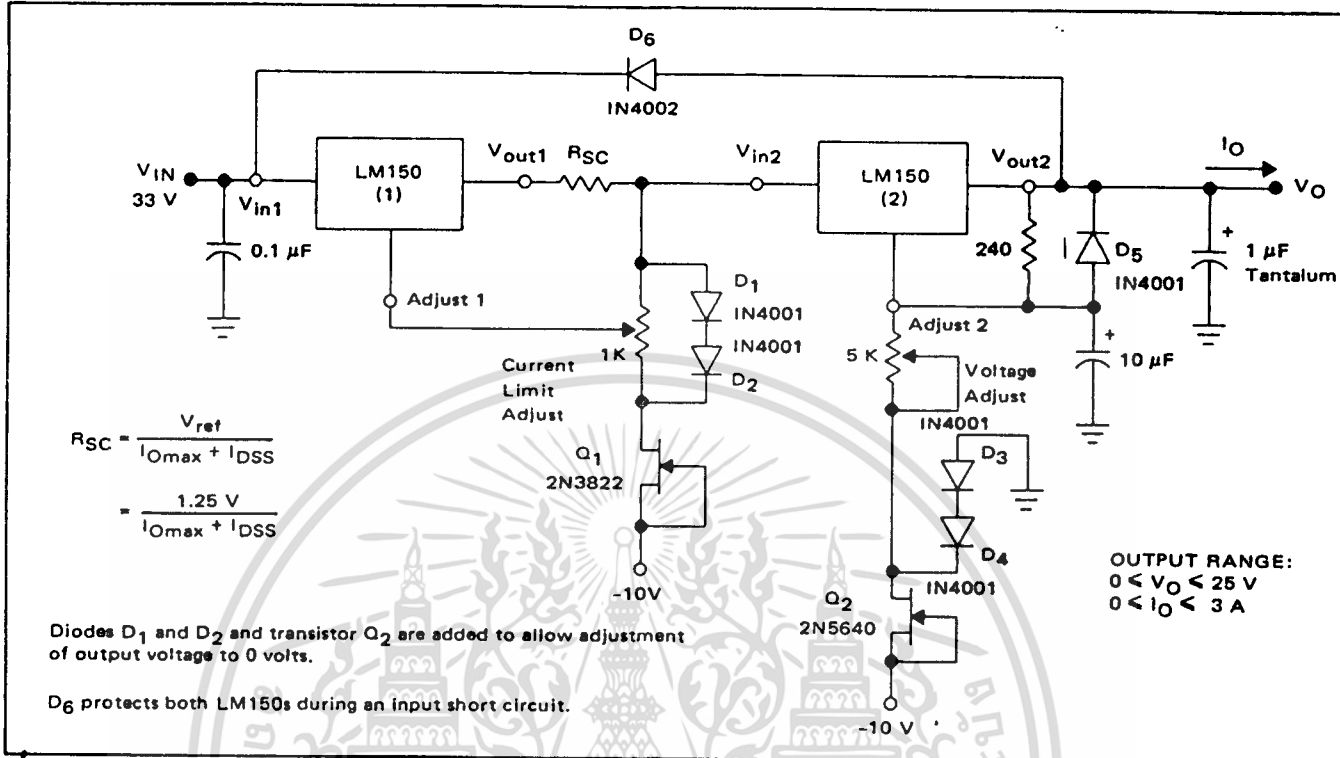 D6
IN4002
VIN
33 V
Vin1
0.1 µF
LM150
(1)
Vout1
RSC
Vin2
LM150
(2)
Vout2
IO
VO
240
D5
IN4001
1 µF
Tantalum
+
Adjust 1
D1
IN4001
IN4001
D2
1K
Current
Limit
Adjust
Adjust 2
5 K
Voltage
Adjust
+
10 µF
IN4001
D3
D4
IN4001
RSC = Vref / IOmax + IDSS
= 1.25 V / IOmax + IDSS
Q1
2N3822
-10V
Q2
2N5640
-10 V
OUTPUT RANGE:
0 ≤ VO ≤ 25 V
0 ≤ IO ≤ 3 A
Diodes D1 and D2 and transistor Q2 are added to allow adjustment
of output voltage to 0 volts.
D6 protects both LM150s during an input short circuit.